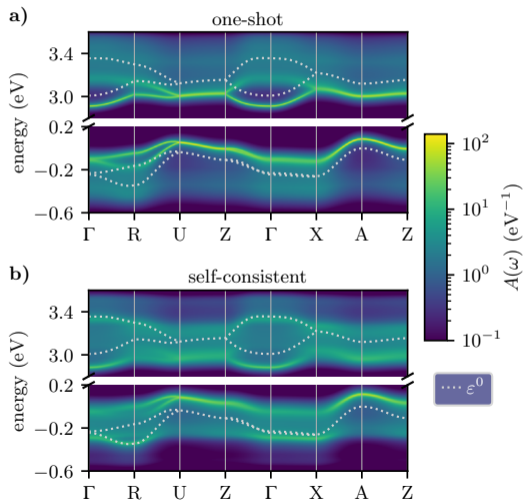 a)
one-shot
3.6
3.0
0.2
−0.2
−0.6
energy (eV)
Γ R U Z Γ X A Z
b)
self-consistent
3.4
3.0
0.2
−0.2
−0.6
energy (eV)
Γ R U Z Γ X A Z
10²
10¹
10⁰
10⁻¹
A(ω) (eV⁻¹)
ε⁰